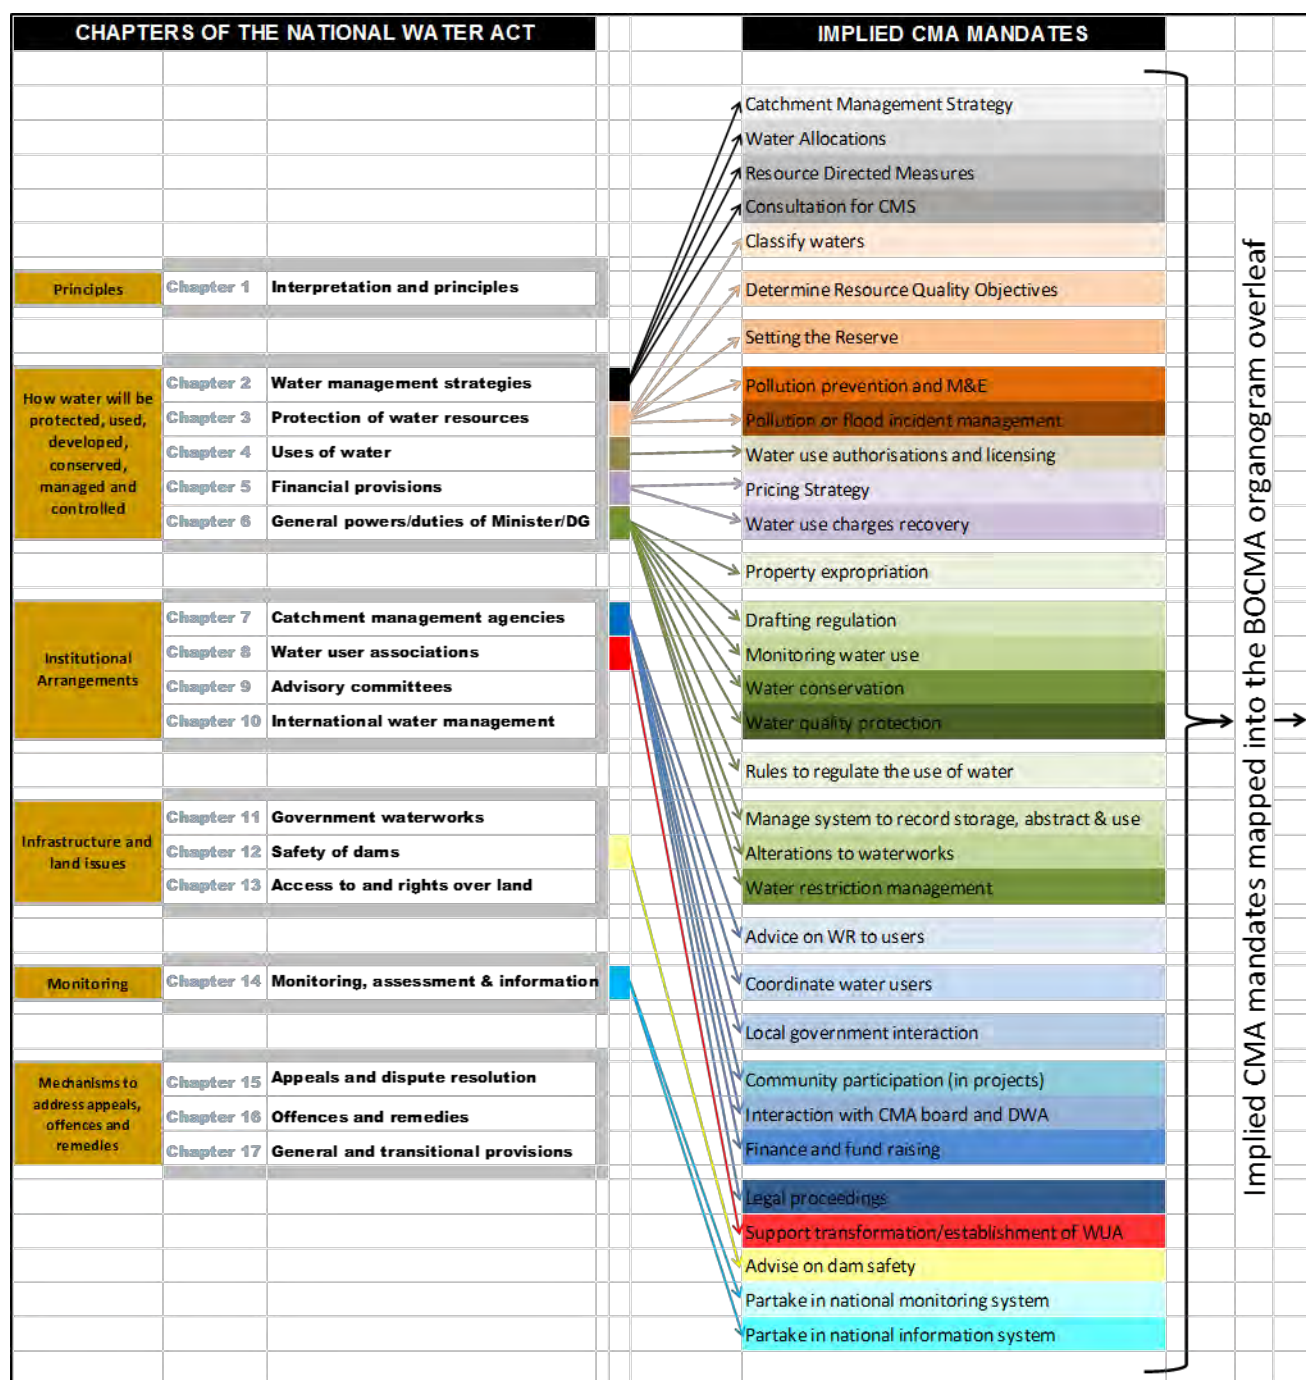 CHAPTERS OF THE NATIONAL WATER ACT
IMPLIED CMA MANDATES
Principles
Chapter 1
Interpretation and principles
How water will be
protected, used,
developed,
conserved,
managed and
controlled
Chapter 2
Water management strategies
Chapter 3
Protection of water resources
Chapter 4
Uses of water
Chapter 5
Financial provisions
Chapter 6
General powers/duties of Minister/DG
Institutional
Arrangements
Chapter 7
Catchment management agencies
Chapter 8
Water user associations
Chapter 9
Advisory committees
Chapter 10
International water management
Infrastructure and
land issues
Chapter 11
Government waterworks
Chapter 12
Safety of dams
Chapter 13
Access to and rights over land
Monitoring
Chapter 14
Monitoring, assessment & information
Mechanisms to
address appeals,
offences and
remedies
Chapter 15
Appeals and dispute resolution
Chapter 16
Offences and remedies
Chapter 17
General and transitional provisions
Catchment Management Strategy
Water Allocations
Resource Directed Measures
Consultation for CMS
Classify waters
Determine Resource Quality Objectives
Setting the Reserve
Pollution prevention and M&E
Pollution or flood incident management
Water use authorisations and licensing
Pricing Strategy
Water use charges recovery
Property expropriation
Drafting regulation
Monitoring water use
Water conservation
Water quality protection
Rules to regulate the use of water
Manage system to record storage, abstract & use
Alterations to waterworks
Water restriction management
Advice on WR to users
Coordinate water users
Local government interaction
Community participation (in projects)
Interaction with CMA board and DWA
Finance and fund raising
Legal proceedings
Support transformation/establishment of WUA
Advise on dam safety
Partake in national monitoring system
Partake in national information system
Implied CMA mandates mapped into the BOCMA organogram overleaf